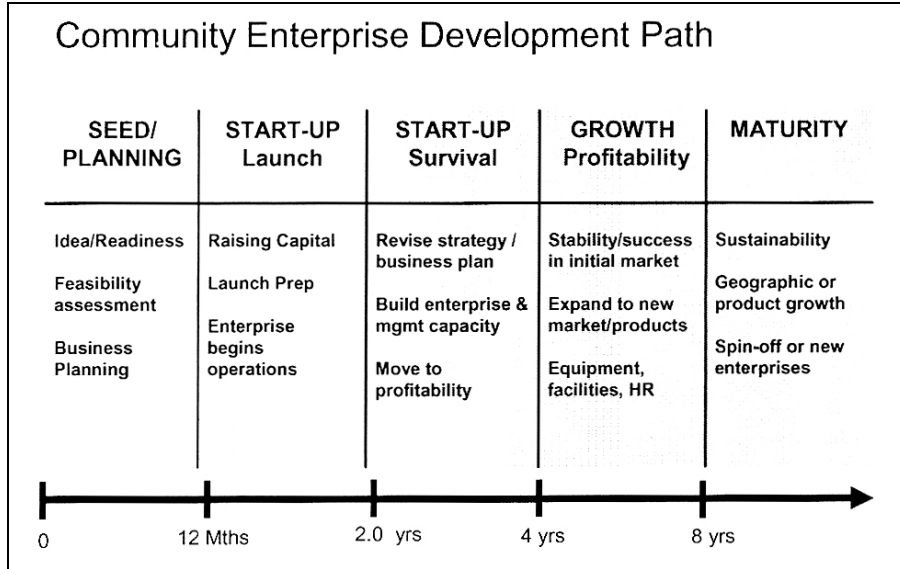 Community Enterprise Development Path
SEED/
PLANNING
START-UP
Launch
START-UP
Survival
GROWTH
Profitability
MATURITY
Idea/Readiness
Feasibility
assessment
Business
Planning
Raising Capital
Launch Prep
Enterprise
begins
operations
Revise strategy /
business plan
Build enterprise &
mgmt capacity
Move to
profitability
Stability/success
in initial market
Expand to new
market/products
Equipment,
facilities, HR
Sustainability
Geographic or
product growth
Spin-off or new
enterprises
0
12 Mths
2.0 yrs
4 yrs
8 yrs